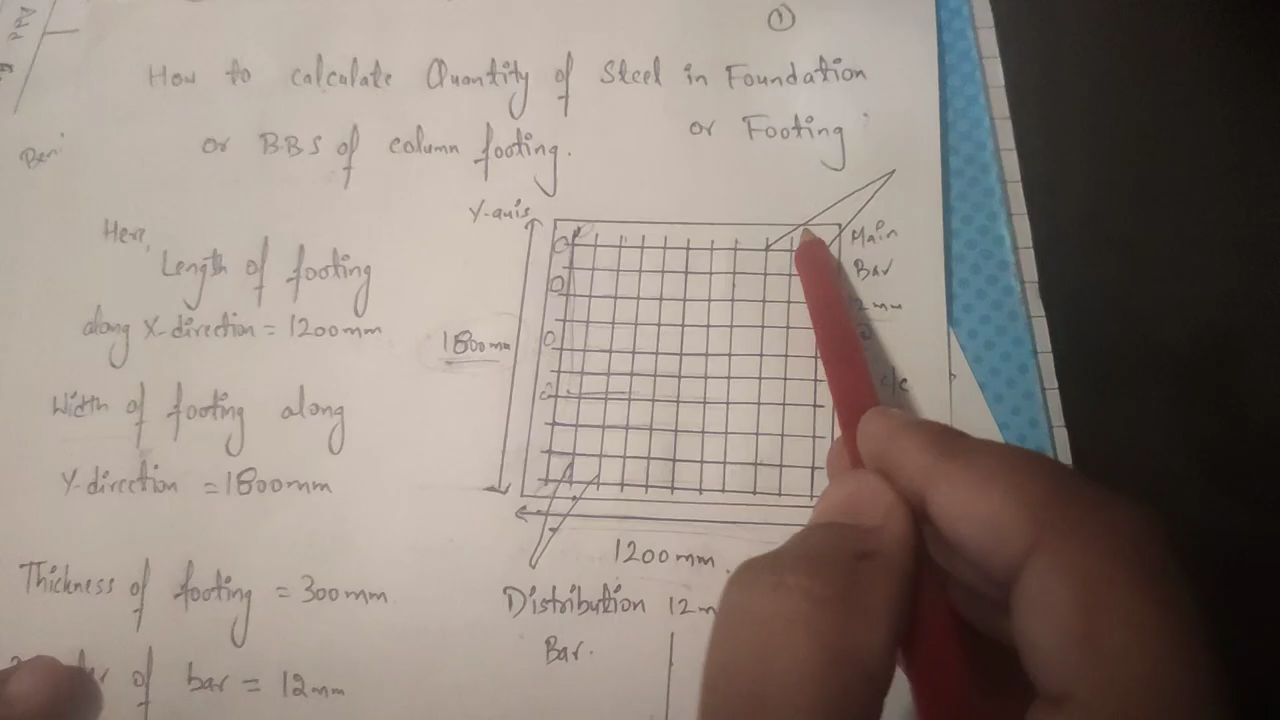 ①
How to calculate Quantity of Steel in Foundation
or Footing
or B.B.S of column footing.
Here,
Length of footing
along X-direction = 1200mm
Width of footing along
Y-direction = 1800mm
Thickness of footing = 300mm
of bar = 12mm
Y-axis
1800mm
Main
Bar
2mm
@
c/c
1200mm.
Distribution 12m
Bar.